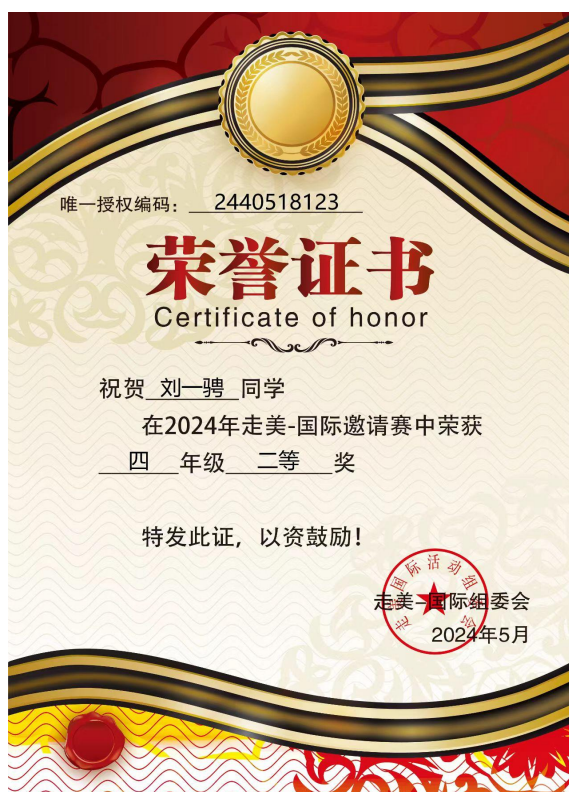 唯一授权编码：2440518123
荣誉证书
Certificate of honor
祝贺 刘一骋 同学
在2024年走美-国际邀请赛中荣获
四 年级 二等 奖
特发此证，以资鼓励！
走美-国际组委会
2024年5月